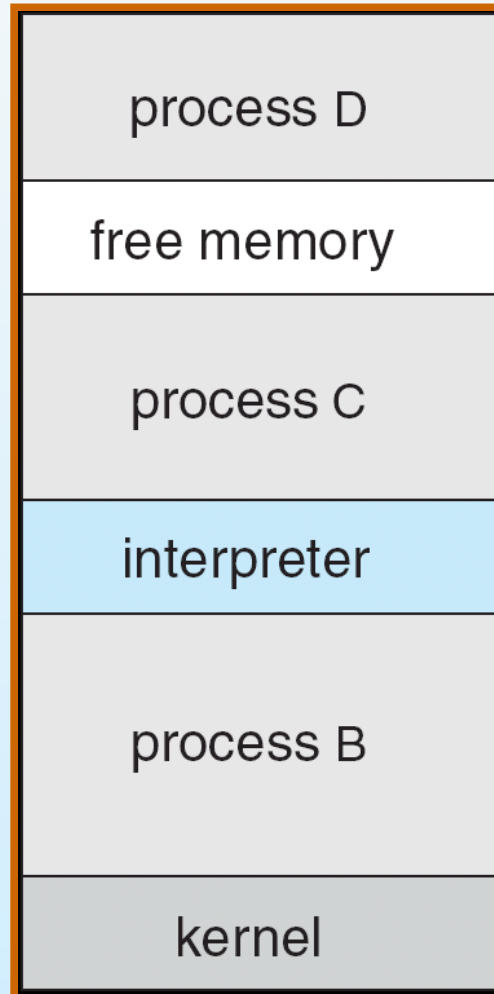 process D
free memory
process C
interpreter
process B
kernel